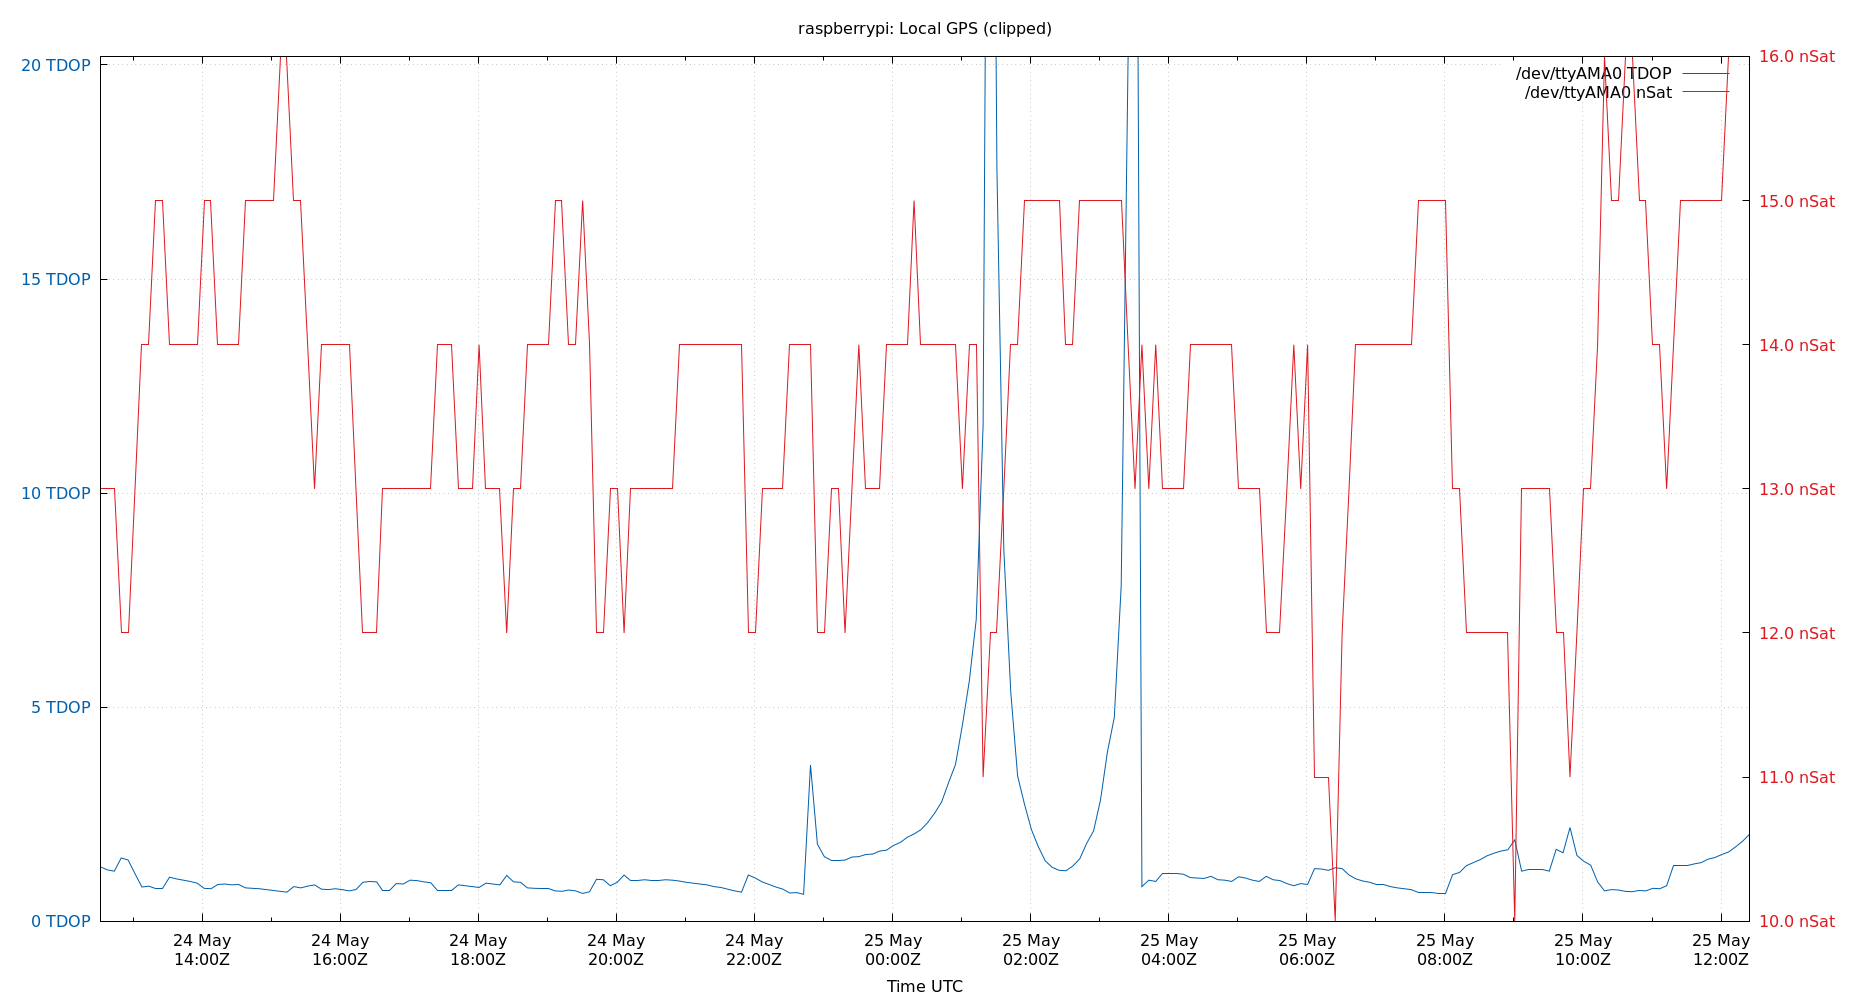 raspberrypi: Local GPS (clipped)
20 TDOP
15 TDOP
10 TDOP
5 TDOP
0 TDOP
16.0 nSat
15.0 nSat
14.0 nSat
13.0 nSat
12.0 nSat
11.0 nSat
10.0 nSat
/dev/ttyAMA0 TDOP
/dev/ttyAMA0 nSat
24 May
14:00Z
24 May
16:00Z
24 May
18:00Z
24 May
20:00Z
24 May
22:00Z
25 May
00:00Z
25 May
02:00Z
25 May
04:00Z
25 May
06:00Z
25 May
08:00Z
25 May
10:00Z
25 May
12:00Z
Time UTC